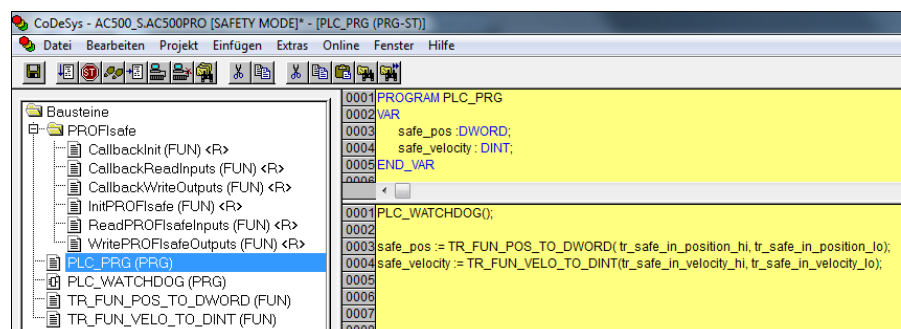 CoDeSys - AC500_S.AC500PRO [SAFETY MODE]* - [PLC_PRG (PRG-ST)]
Datei Bearbeiten Projekt Einfügen Extras Online Fenster Hilfe
Bausteine
PROFIsafe
CallbackInit (FUN) <R>
CallbackReadInputs (FUN) <R>
CallbackWriteOutputs (FUN) <R>
InitPROFIsafe (FUN) <R>
ReadPROFIsafeInputs (FUN) <R>
WritePROFIsafeOutputs (FUN) <R>
PLC_PRG (PRG)
PLC_WATCHDOG (PRG)
TR_FUN_POS_TO_DWORD (FUN)
TR_FUN_VELO_TO_DINT (FUN)
0001 PROGRAM PLC_PRG
0002 VAR
0003 safe_pos :DWORD;
0004 safe_velocity : DINT;
0005 END_VAR
0006
0001 PLC_WATCHDOG();
0002
0003 safe_pos := TR_FUN_POS_TO_DWORD( tr_safe_in_position_hi, tr_safe_in_position_lo);
0004 safe_velocity := TR_FUN_VELO_TO_DINT(tr_safe_in_velocity_hi, tr_safe_in_velocity_lo);
0005
0006
0007
0008